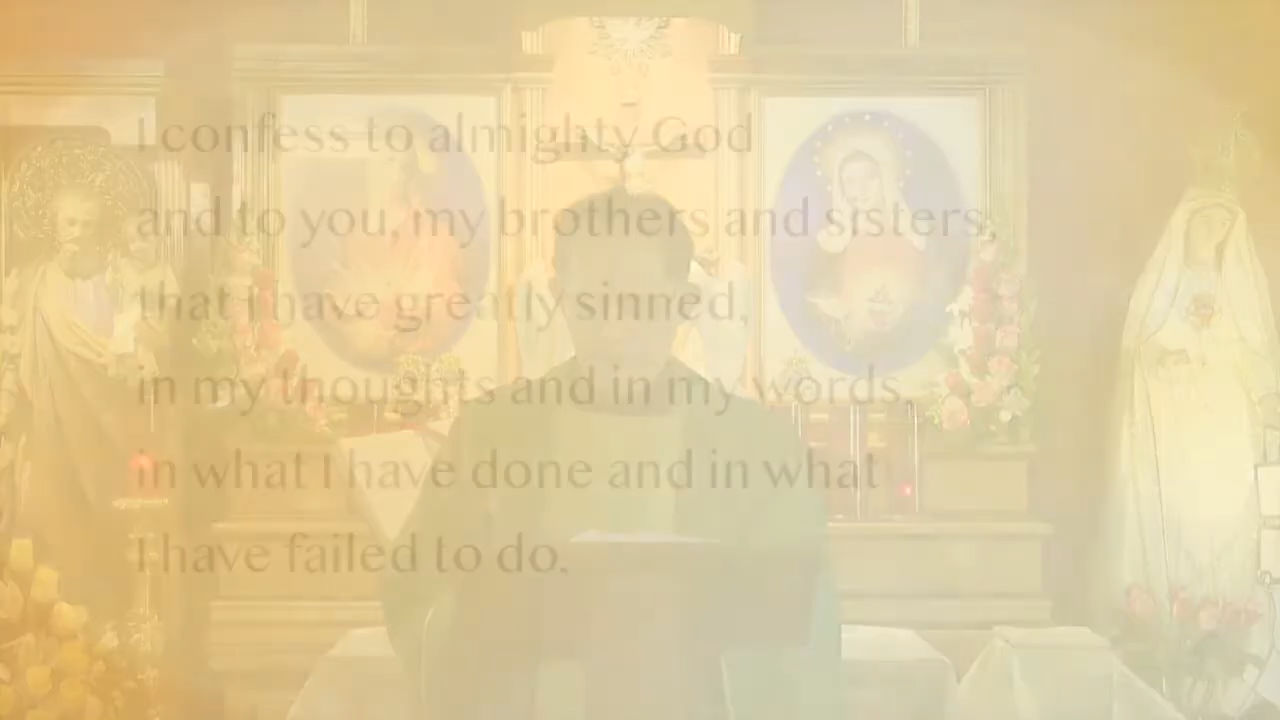 I confess to almighty God
and to you, my brothers and sisters,
that I have greatly sinned,
in my thoughts and in my words,
in what I have done and in what
I have failed to do,